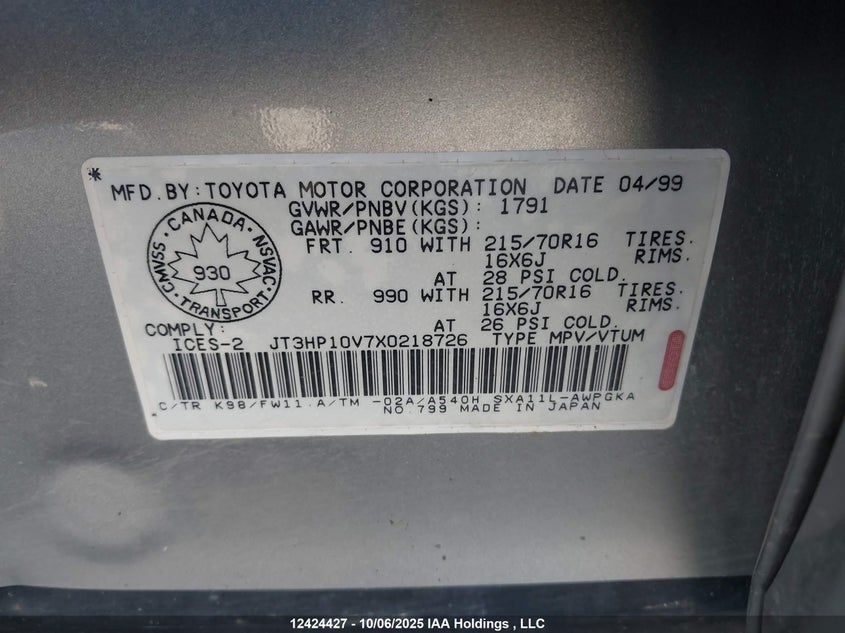 * MFD. BY: TOYOTA MOTOR CORPORATION DATE 04/99
GVWR/PNBV(KGS): 1791
GAWR/PNBE(KGS):
FRT. 910 WITH 215/70R16 TIRES.
16X6J RIMS.
AT 28 PSI COLD.
RR. 990 WITH 215/70R16 TIRES.
16X6J RIMS.
AT 26 PSI COLD.
CMVSS · CANADA · NSVAC · TRANSPORT
930
COMPLY:
ICES-2 JT3HP10V7X0218726 TYPE MPV/VTUM
C/TR K98/FW11.A/TM -02A/A540H SXA11L-AWPGKA
NO. 799 MADE IN JAPAN
12424427 - 10/06/2025 IAA Holdings , LLC